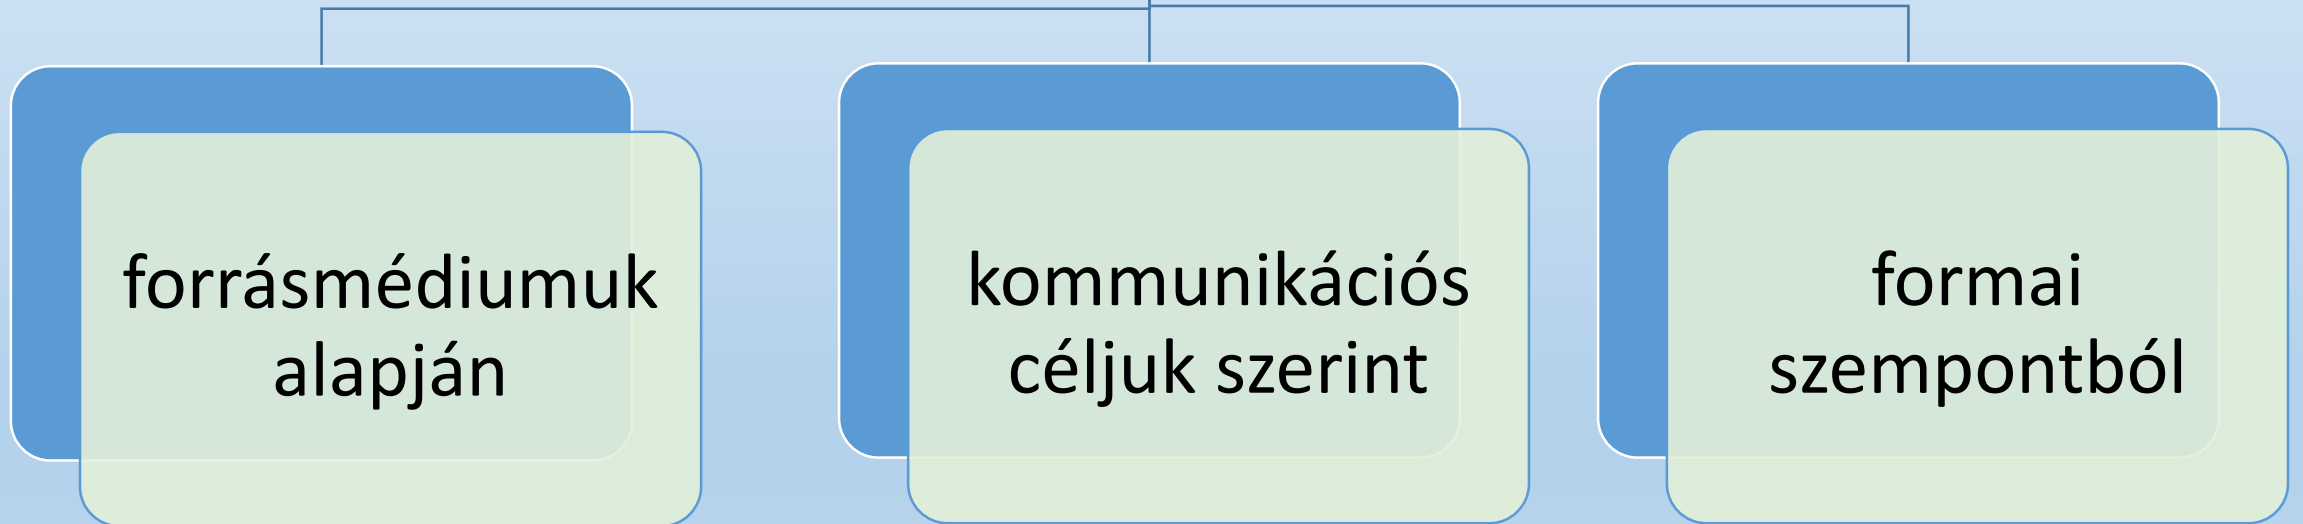 forrásmédiumuk
alapján
kommunikációs
céljuk szerint
formai
szempontból